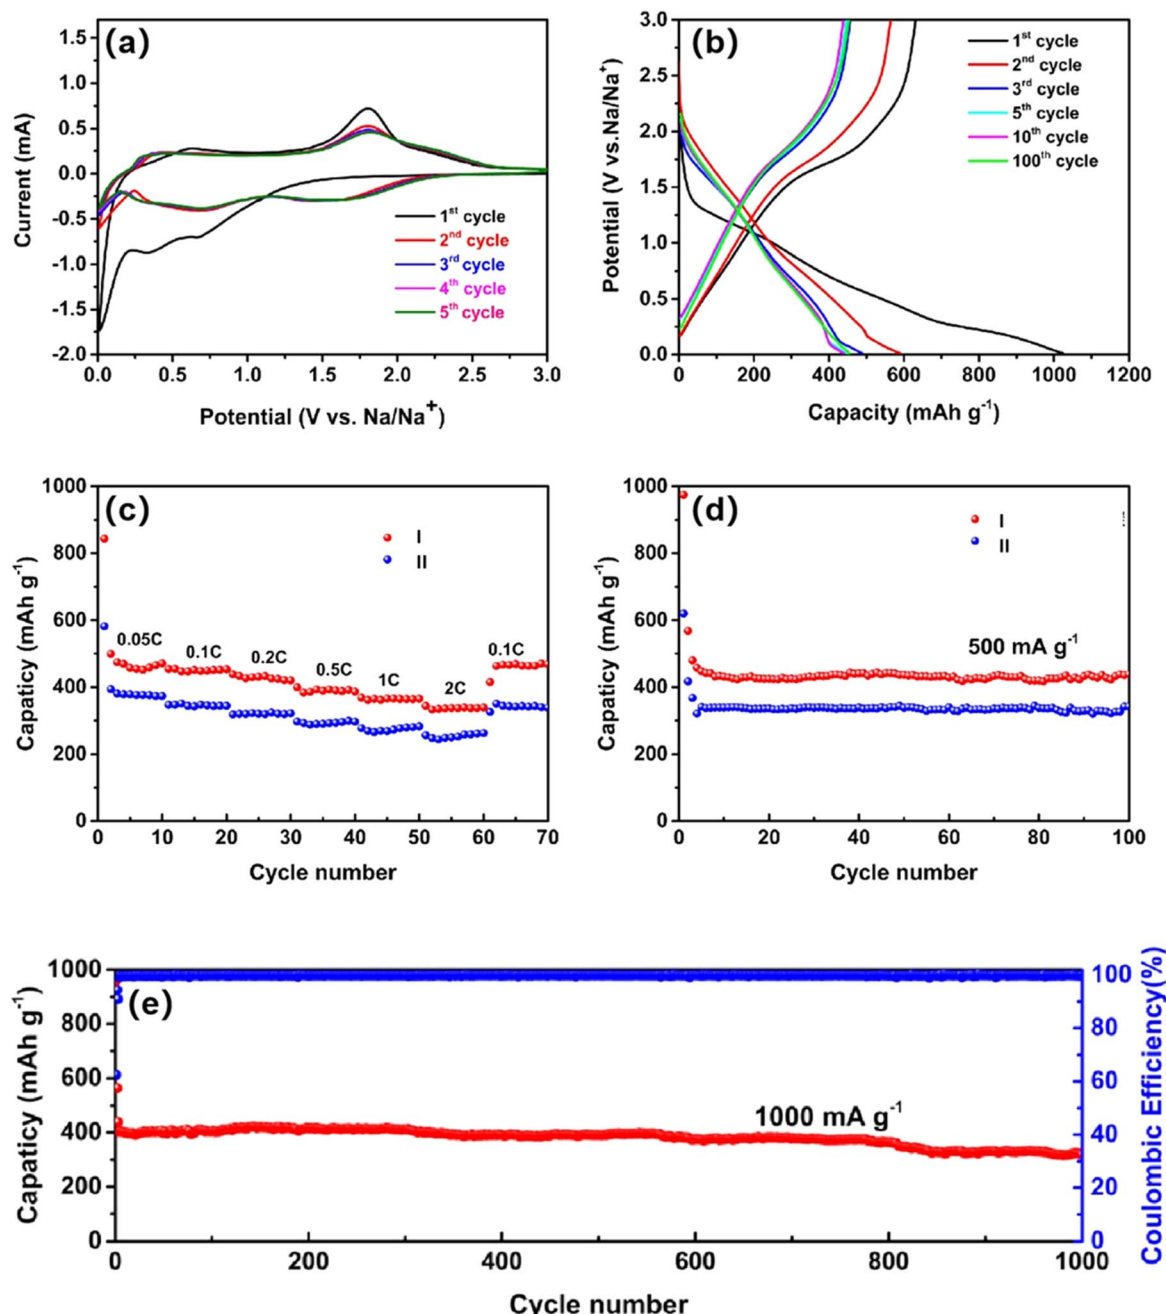 (a)
1.5
1.0
0.5
0.0
-0.5
-1.0
-1.5
-2.0
Current (mA)
1st cycle
2nd cycle
3rd cycle
4th cycle
5th cycle
0.0 0.5 1.0 1.5 2.0 2.5 3.0
Potential (V vs. Na/Na+)
(b)
3.0
2.5
2.0
1.5
1.0
0.5
0.0
Potential (V vs.Na/Na+)
1st cycle
2nd cycle
3rd cycle
5th cycle
10th cycle
100th cycle
0 200 400 600 800 1000 1200
Capacity (mAh g-1)
(c)
1000
800
600
400
200
0
Capaticy (mAh g-1)
I
II
0.05C
0.1C
0.2C
0.5C
1C
2C
0.1C
0 10 20 30 40 50 60 70
Cycle number
(d)
1000
800
600
400
200
0
Capaticy (mAh g-1)
I
II
500 mA g-1
0 20 40 60 80 100
Cycle number
(e)
1000
800
600
400
200
0
Capaticy (mAh g-1)
1000 mA g-1
100
80
60
40
20
0
Coulombic Efficiency(%)
0 200 400 600 800 1000
Cycle number